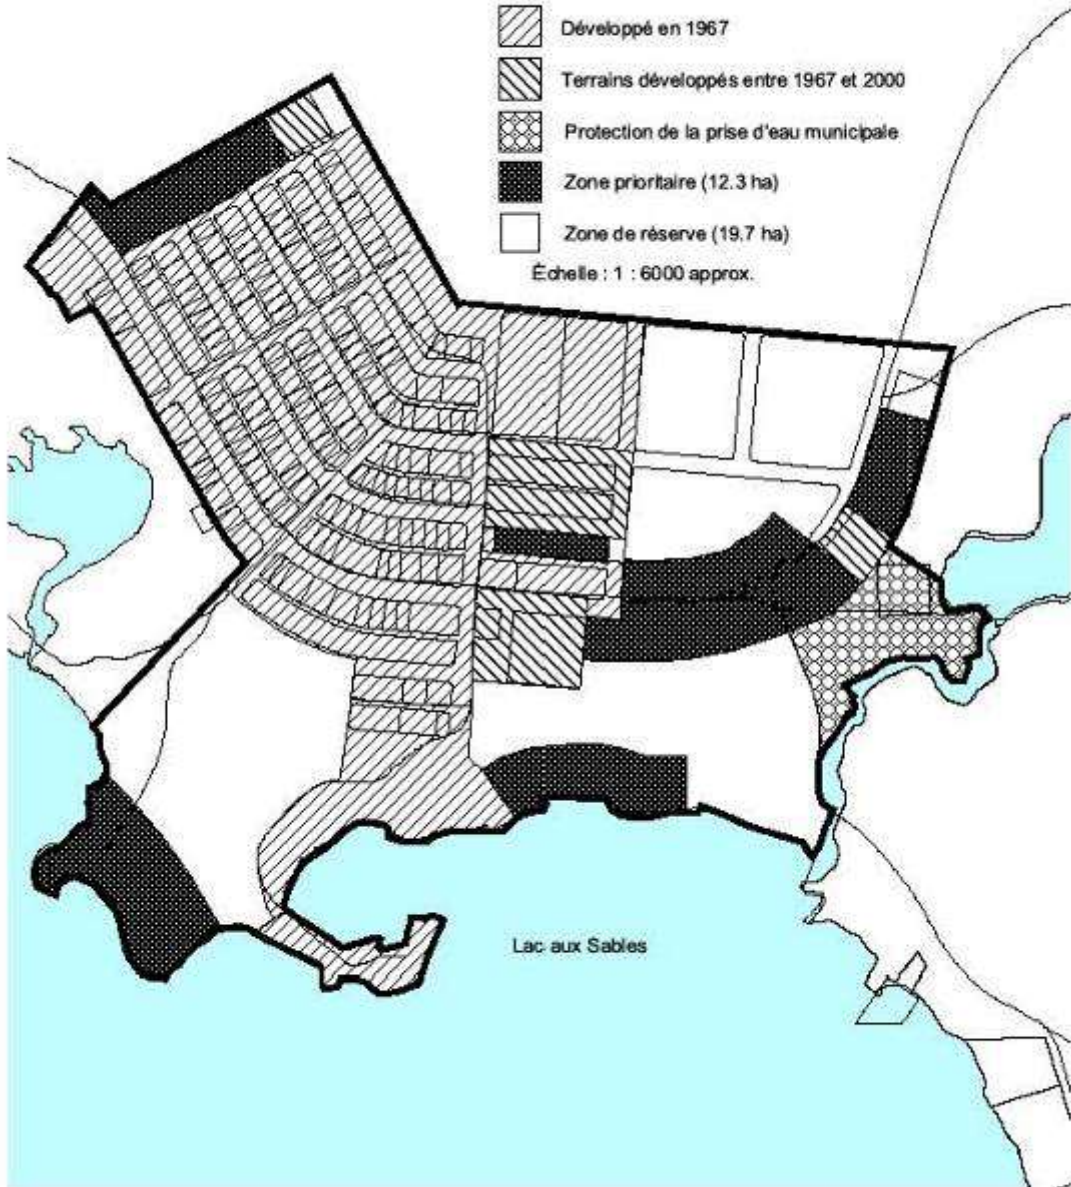 Développé en 1967
Terrains développés entre 1967 et 2000
Protection de la prise d'eau municipale
Zone prioritaire (12.3 ha)
Zone de réserve (19.7 ha)
Échelle : 1 : 6000 approx.
Lac aux Sables